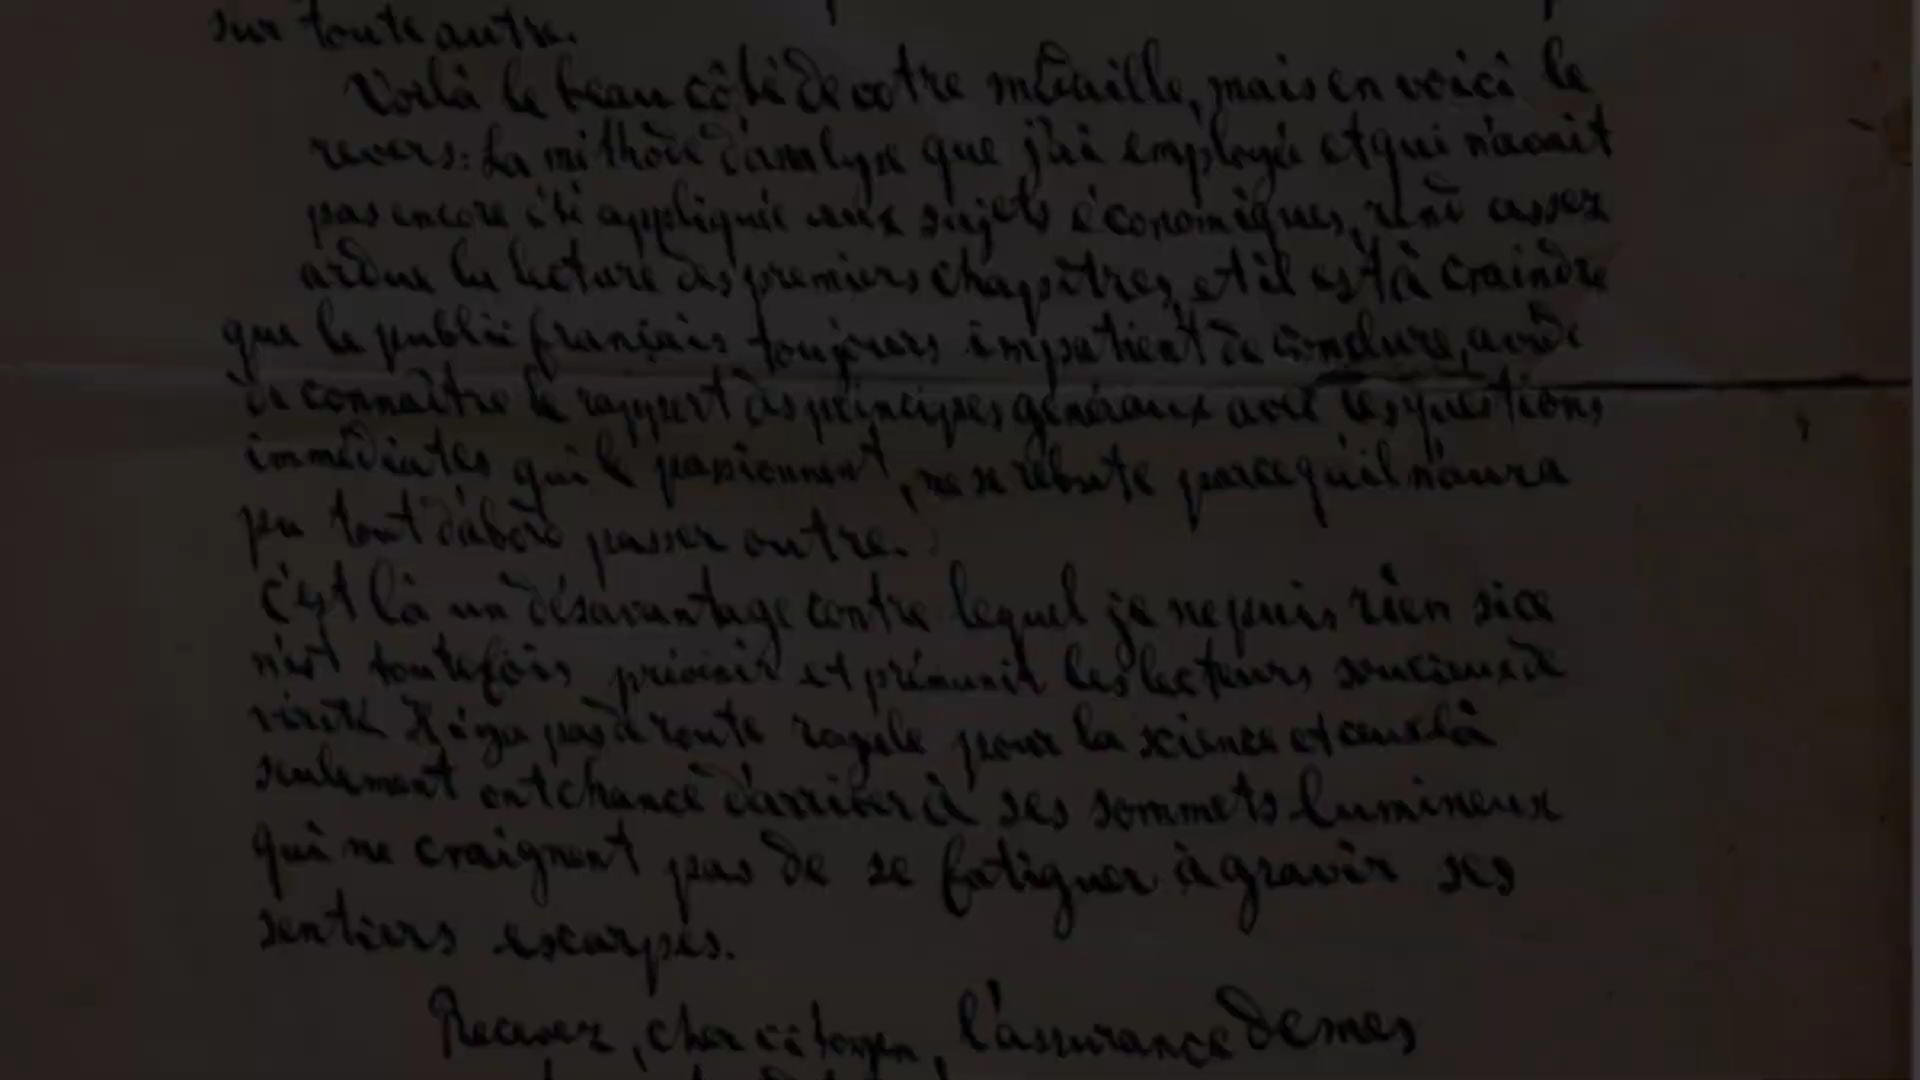 sur toute autre.
Voilà le beau côté de votre médaille, mais en voici le
revers: La méthode d'analyse que j'ai employée et qui n'avait
pas encore été appliquée aux sujets économiques, rend assez
ardue la lecture des premiers chapitres, et il est à craindre
que le public français toujours impatient de conclure, avide
de connaître le rapport des principes généraux avec les questions
immédiates qui le passionnent, ne se rebute parce qu'il n'aura
pu tout d'abord passer outre.
C'est là un désavantage contre lequel je ne puis rien si ce
n'est toutefois prévenir et prémunir les lecteurs soucieux de
vérité. Il n'y a pas de route royale pour la science et ceux là
seulement ont chance d'arriver à ses sommets lumineux
qui ne craignent pas de se fatiguer à gravir ses
sentiers escarpés.
Recevez, cher citoyen, l'assurance de mes